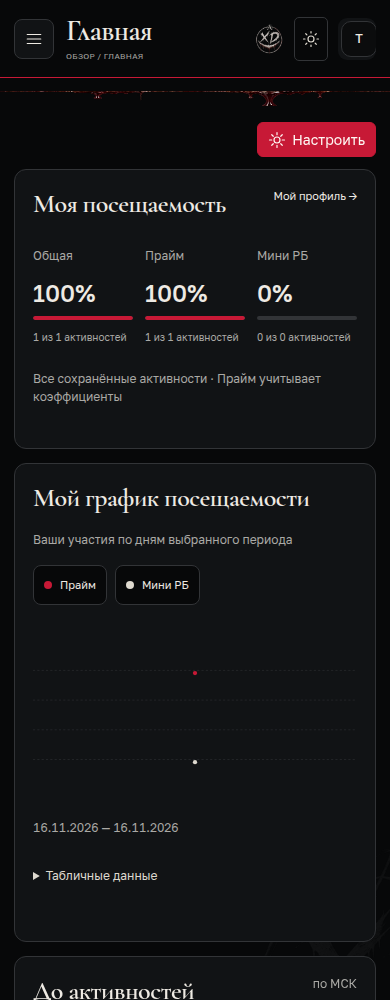 Главная
ОБЗОР / ГЛАВНАЯ
XD
T
Настроить
Моя посещаемость
Мой профиль →
Общая
Прайм
Мини РБ
100%
100%
0%
1 из 1 активностей
1 из 1 активностей
0 из 0 активностей
Все сохранённые активности · Прайм учитывает
коэффициенты
Мой график посещаемости
Ваши участия по дням выбранного периода
Прайм
Мини РБ
16.11.2026 — 16.11.2026
Табличные данные
До активностей
по МСК